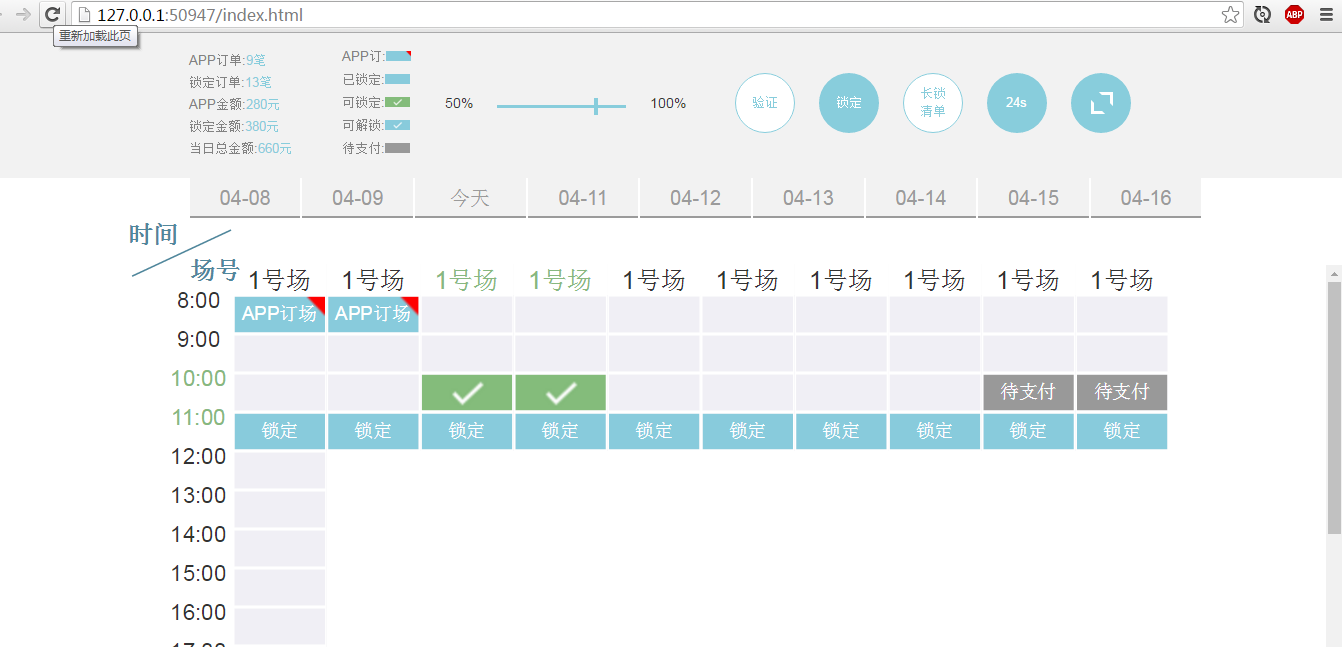 127.0.0.1:50947/index.html
ABP
重新加载此页
APP订单:9笔
锁定订单:13笔
APP金额:280元
锁定金额:380元
当日总金额:660元
APP订:
已锁定:
可锁定:
可解锁:
待支付:
50%
100%
验证
锁定
长锁
清单
24s
04-08 04-09 今天 04-11 04-12 04-13 04-14 04-15 04-16
时间
场号
1号场 1号场 1号场 1号场 1号场 1号场 1号场 1号场 1号场 1号场
8:00 APP订场 APP订场
9:00
10:00 待支付 待支付
11:00 锁定 锁定 锁定 锁定 锁定 锁定 锁定 锁定 锁定 锁定
12:00
13:00
14:00
15:00
16:00